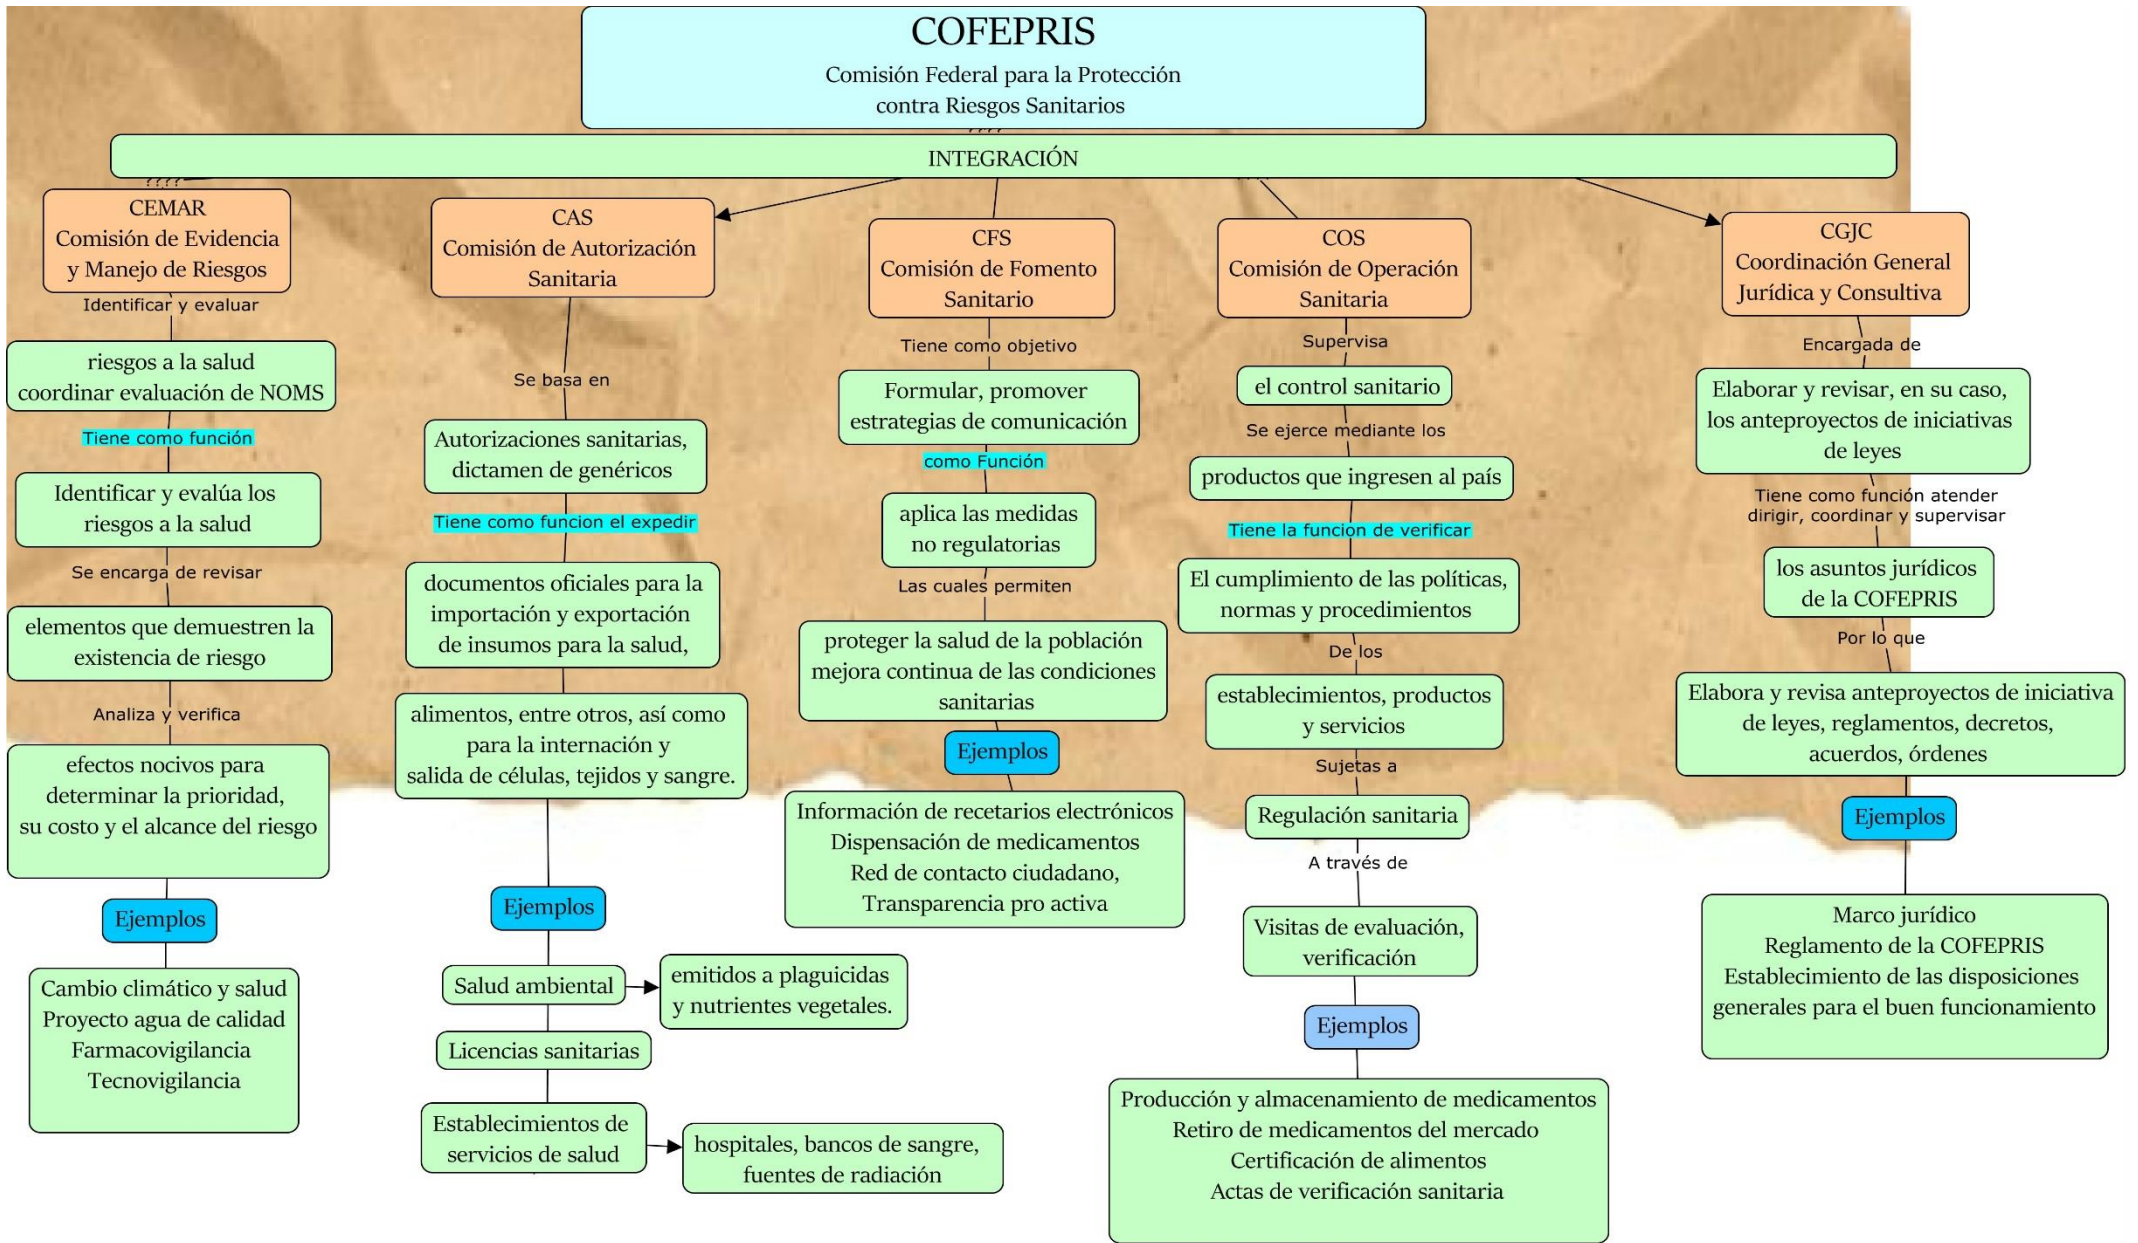 COFEPRIS
Comisión Federal para la Protección
contra Riesgos Sanitarios
????
INTEGRACIÓN
????
CEMAR
Comisión de Evidencia
y Manejo de Riesgos
Identificar y evaluar
riesgos a la salud
coordinar evaluación de NOMS
Tiene como función
Identificar y evalúa los
riesgos a la salud
Se encarga de revisar
elementos que demuestren la
existencia de riesgo
Analiza y verifica
efectos nocivos para
determinar la prioridad,
su costo y el alcance del riesgo
Ejemplos
Cambio climático y salud
Proyecto agua de calidad
Farmacovigilancia
Tecnovigilancia
CAS
Comisión de Autorización
Sanitaria
Se basa en
Autorizaciones sanitarias,
dictamen de genéricos
Tiene como funcion el expedir
documentos oficiales para la
importación y exportación
de insumos para la salud,
alimentos, entre otros, así como
para la internación y
salida de células, tejidos y sangre.
Ejemplos
Salud ambiental
emitidos a plaguicidas
y nutrientes vegetales.
Licencias sanitarias
Establecimientos de
servicios de salud
hospitales, bancos de sangre,
fuentes de radiación
CFS
Comisión de Fomento
Sanitario
Tiene como objetivo
Formular, promover
estrategias de comunicación
como Función
aplica las medidas
no regulatorias
Las cuales permiten
proteger la salud de la población
mejora continua de las condiciones
sanitarias
Ejemplos
Información de recetarios electrónicos
Dispensación de medicamentos
Red de contacto ciudadano,
Transparencia pro activa
COS
Comisión de Operación
Sanitaria
Supervisa
el control sanitario
Se ejerce mediante los
productos que ingresen al país
Tiene la funcion de verificar
El cumplimiento de las políticas,
normas y procedimientos
De los
establecimientos, productos
y servicios
Sujetas a
Regulación sanitaria
A través de
Visitas de evaluación,
verificación
Ejemplos
Producción y almacenamiento de medicamentos
Retiro de medicamentos del mercado
Certificación de alimentos
Actas de verificación sanitaria
CGJC
Coordinación General
Jurídica y Consultiva
Encargada de
Elaborar y revisar, en su caso,
los anteproyectos de iniciativas
de leyes
Tiene como función atender
dirigir, coordinar y supervisar
los asuntos jurídicos
de la COFEPRIS
Por lo que
Elabora y revisa anteproyectos de iniciativa
de leyes, reglamentos, decretos,
acuerdos, órdenes
Ejemplos
Marco jurídico
Reglamento de la COFEPRIS
Establecimiento de las disposiciones
generales para el buen funcionamiento